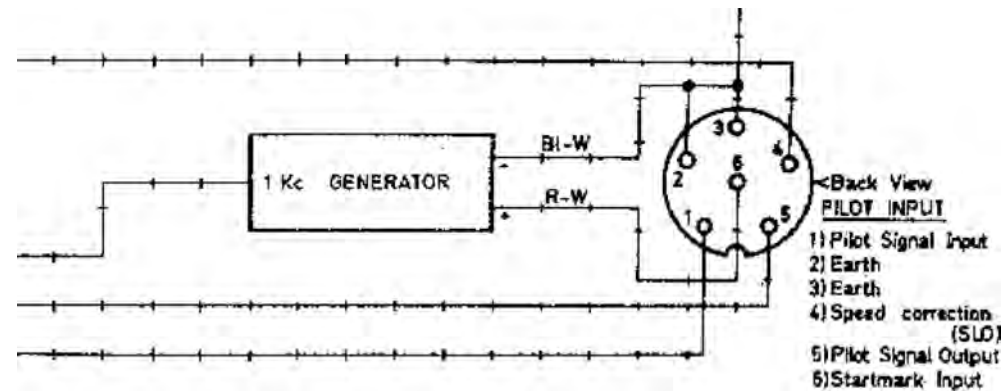 Bl-W
1 Kc GENERATOR
-
R-W
+
3
4
2
6
1
5
<Back View
PILOT INPUT
1) Pilot Signal Input
2) Earth
3) Earth
4) Speed correction
(SLO)
5) Pilot Signal Output
6) Startmark Input